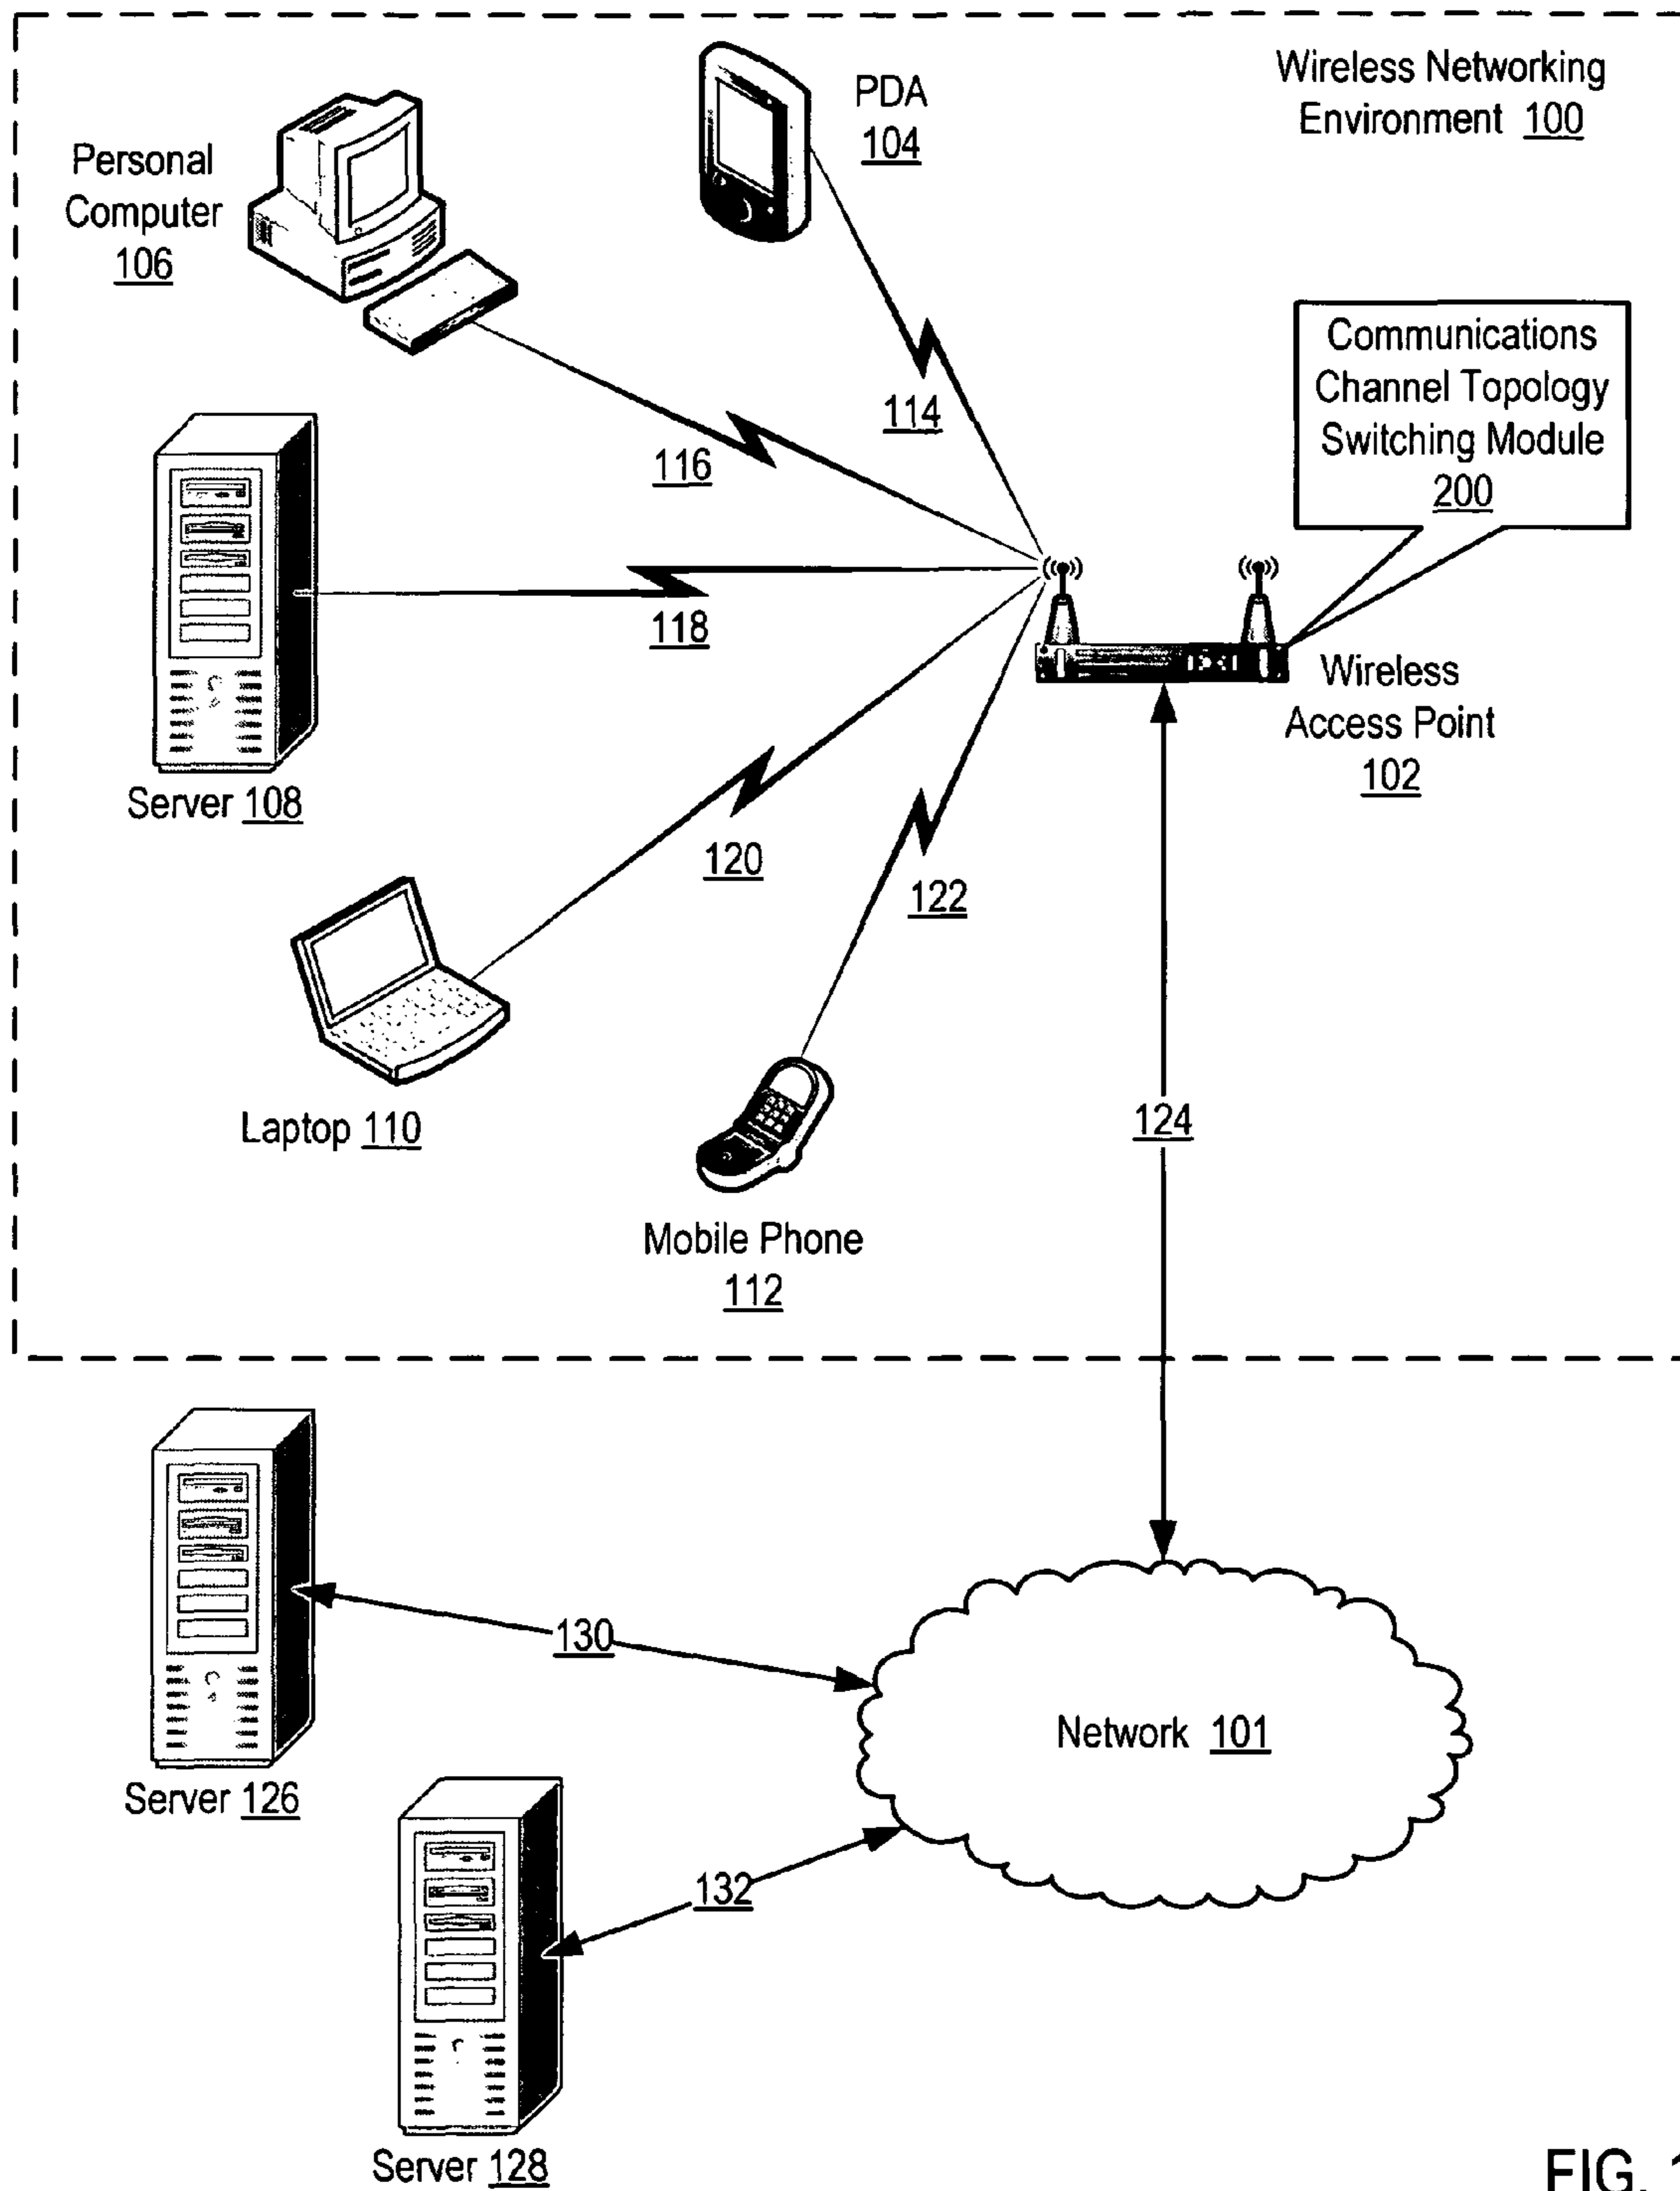 Wireless Networking
Environment 100
PDA
104
Personal
Computer
106
Communications
Channel Topology
Switching Module
200
114
116
118
Wireless
Access Point
102
Server 108
120
122
Laptop 110
124
Mobile Phone
112
130
Network 101
Server 126
132
Server 128
FIG. 1